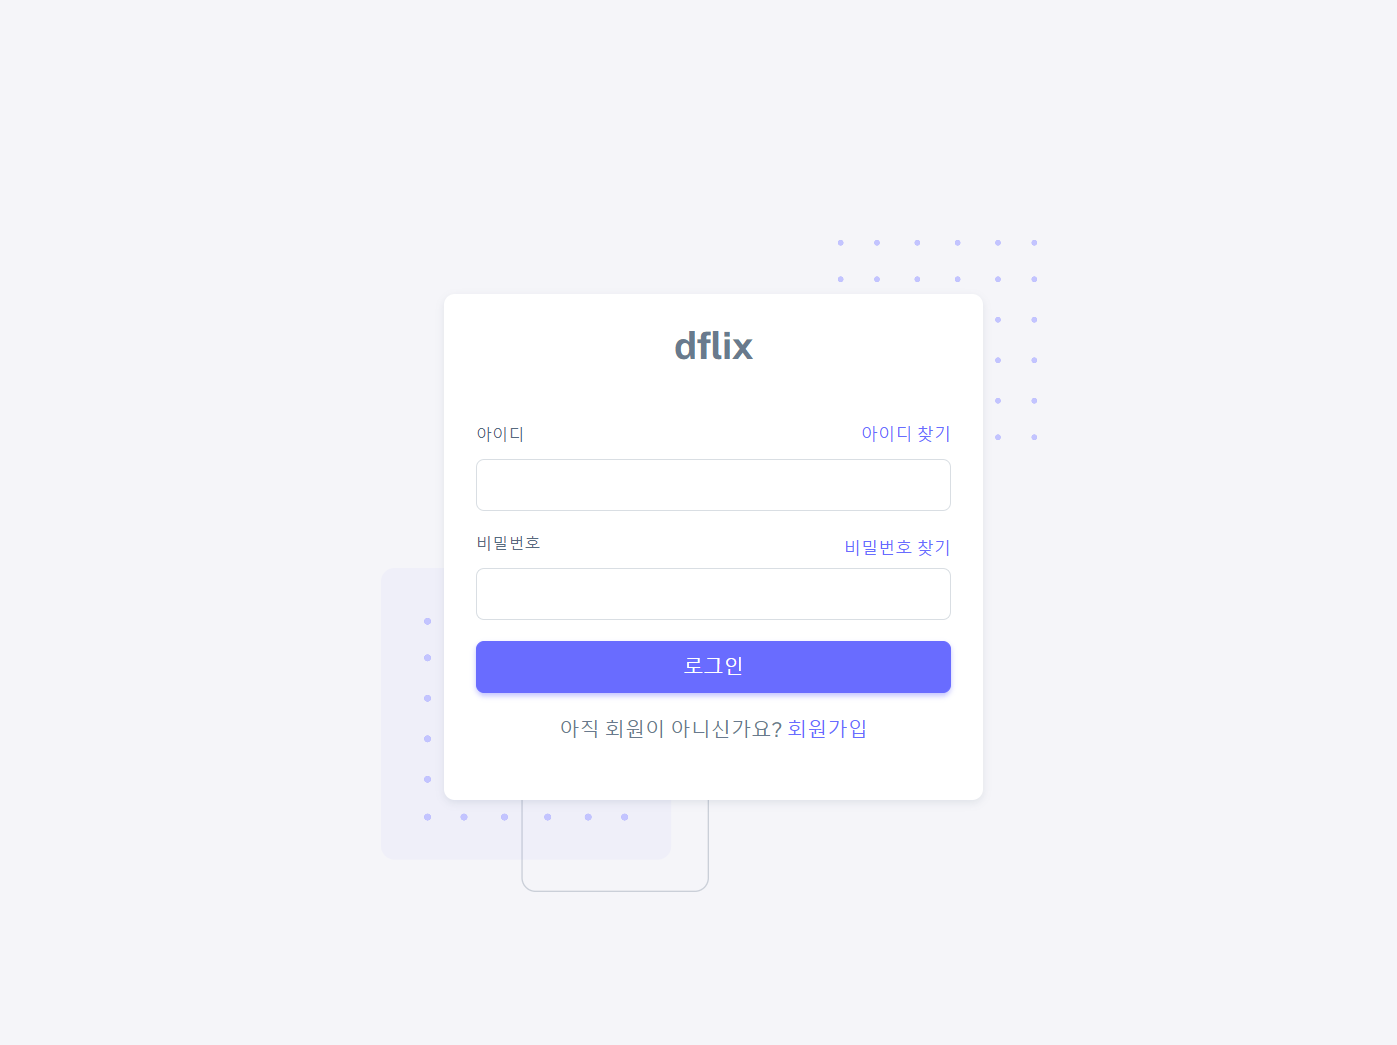 dflix
아이디 아이디 찾기
비밀번호 비밀번호 찾기
로그인
아직 회원이 아니신가요? 회원가입